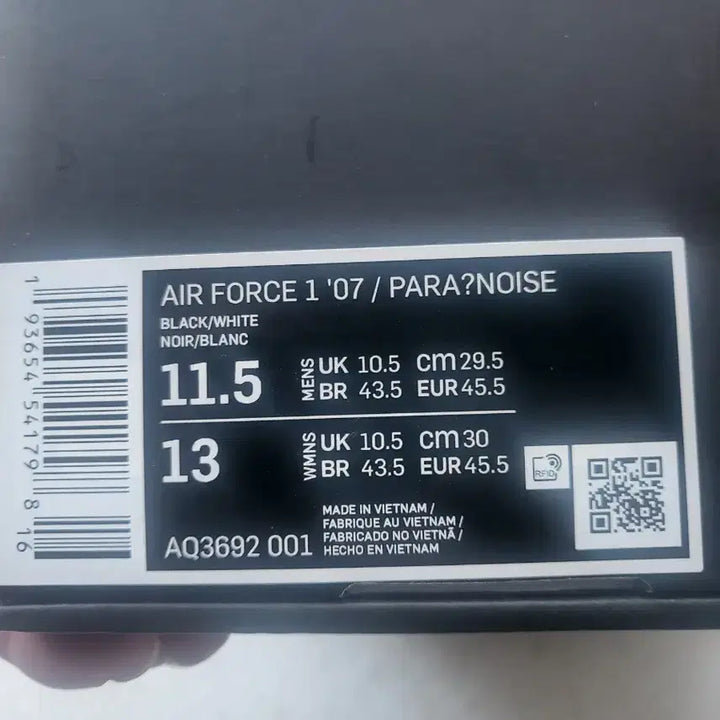 AIR FORCE 1 '07 / PARA?NOISE
BLACK/WHITE
NOIR/BLANC
11.5 MENS UK 10.5 CM 29.5
BR 43.5 EUR 45.5
13 WMNS UK 10.5 CM 30
BR 43.5 EUR 45.5
RFID
AQ3692 001
MADE IN VIETNAM /
FABRIQUE AU VIETNAM /
FABRICADO NO VIETNÃ /
HECHO EN VIETNAM
1 93654 54179 8 16